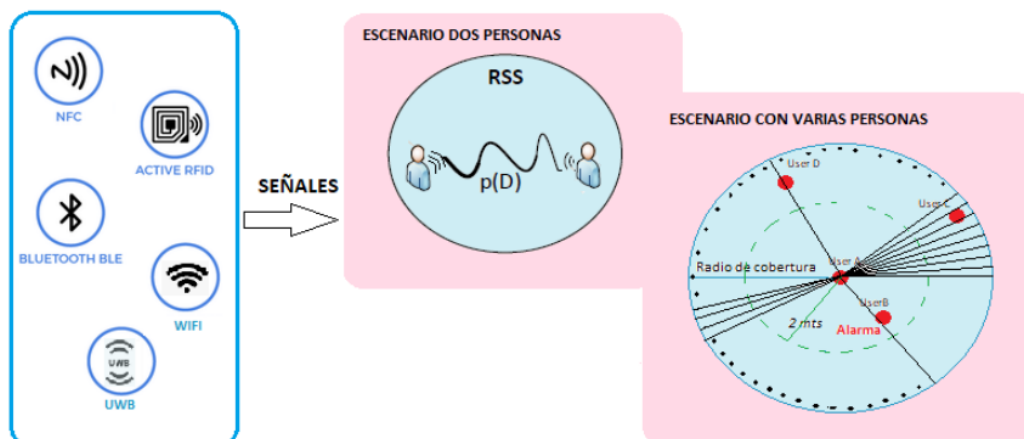 NFC
ACTIVE RFID
BLUETOOTH BLE
WIFI
UWB
UWB
SEÑALES
ESCENARIO DOS PERSONAS
RSS
p(D)
ESCENARIO CON VARIAS PERSONAS
User D
User C
User A
Radio de cobertura
UserB
2 mts
Alarma